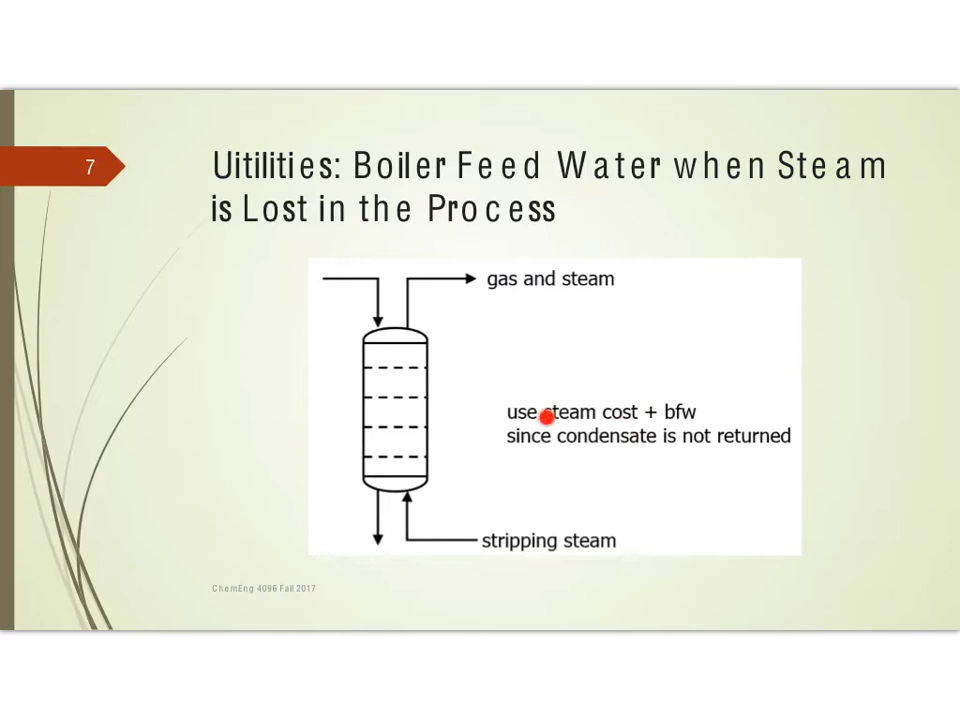 7
Uitilities: Boiler Feed Water when Steam
is Lost in the Process
gas and steam
use steam cost + bfw
since condensate is not returned
stripping steam
ChemEng 4096 Fall 2017